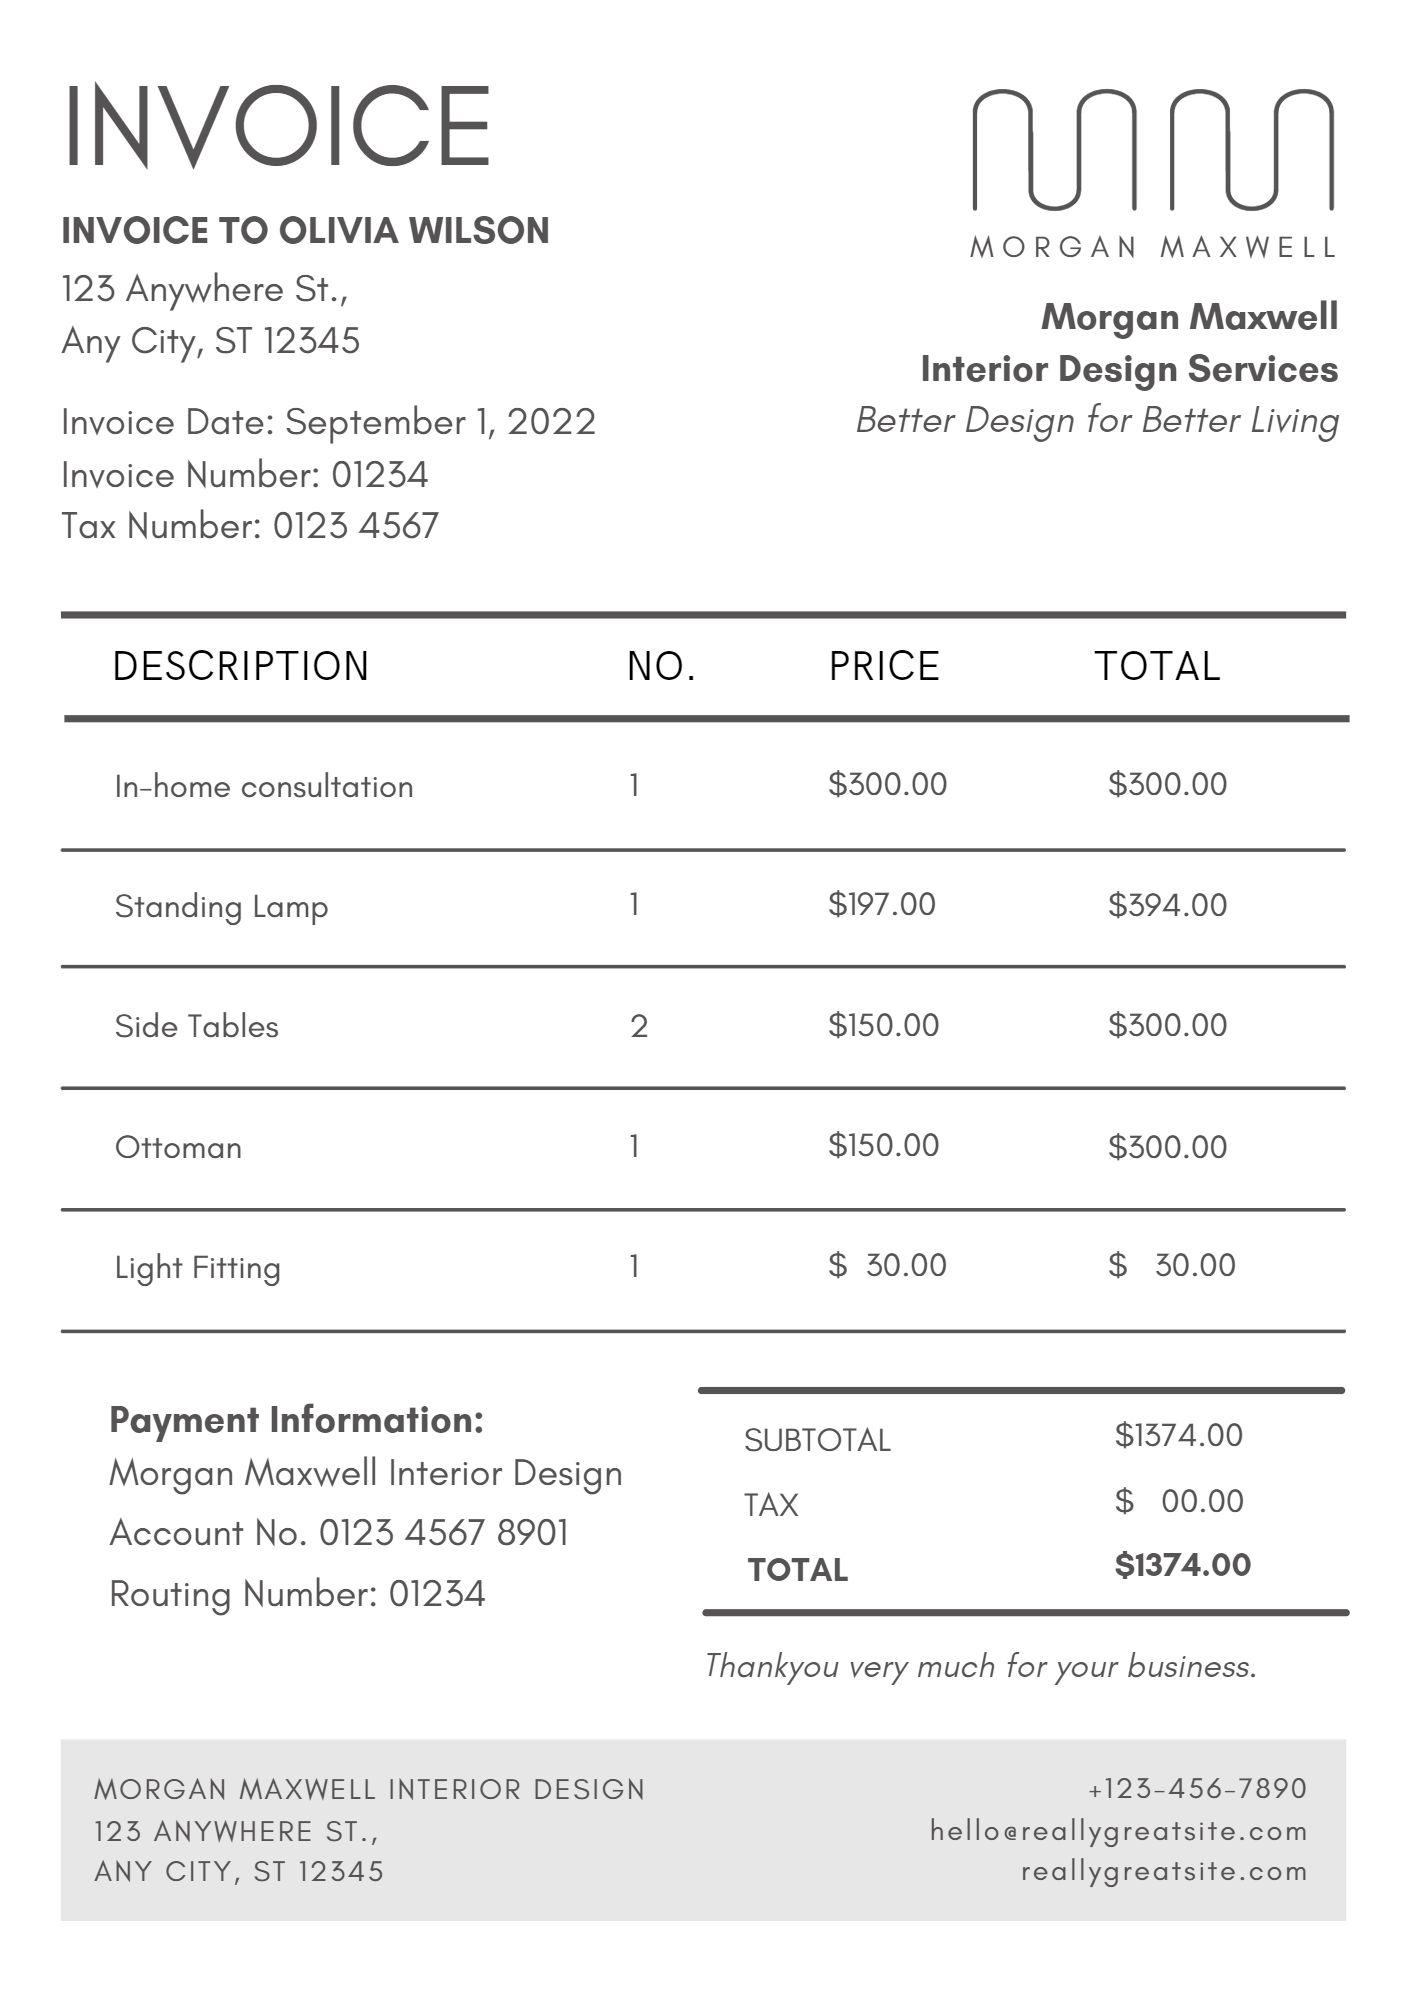 INVOICE
INVOICE TO OLIVIA WILSON
123 Anywhere St.,
Any City, ST 12345
Invoice Date: September 1, 2022
Invoice Number: 01234
Tax Number: 0123 4567
MORGAN MAXWELL
Morgan Maxwell
Interior Design Services
Better Design for Better Living
DESCRIPTION NO. PRICE TOTAL
In-home consultation 1 $300.00 $300.00
Standing Lamp 1 $197.00 $394.00
Side Tables 2 $150.00 $300.00
Ottoman 1 $150.00 $300.00
Light Fitting 1 $ 30.00 $ 30.00
Payment Information:
Morgan Maxwell Interior Design
Account No. 0123 4567 8901
Routing Number: 01234
SUBTOTAL $1374.00
TAX $ 00.00
TOTAL $1374.00
Thankyou very much for your business.
MORGAN MAXWELL INTERIOR DESIGN
123 ANYWHERE ST.,
ANY CITY, ST 12345
+123-456-7890
hello@reallygreatsite.com
reallygreatsite.com